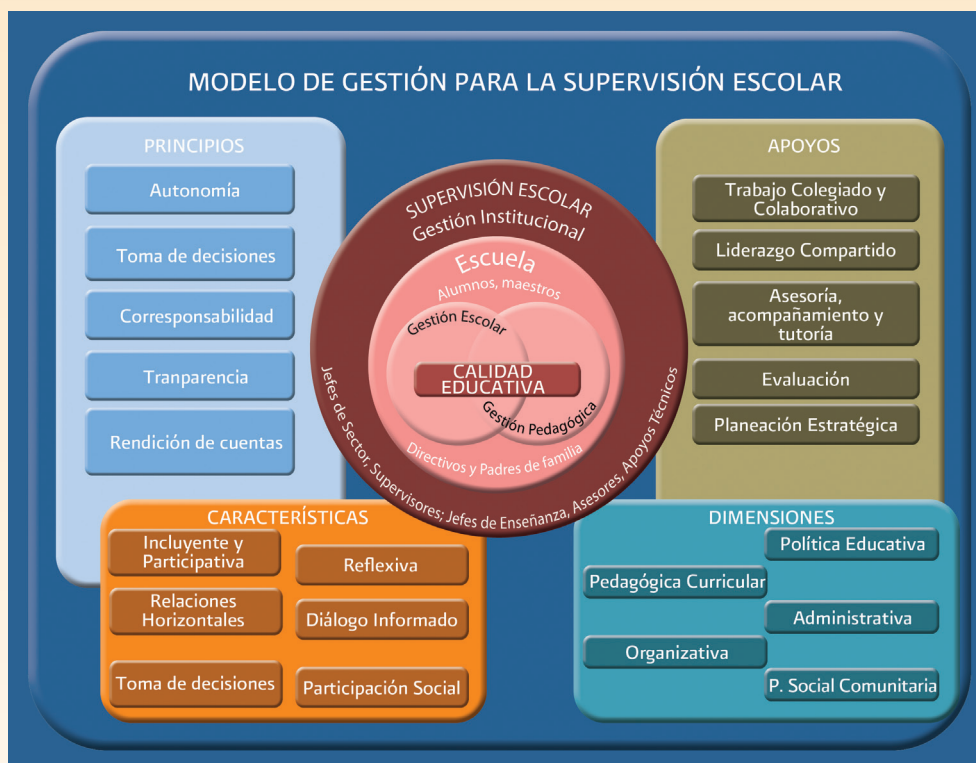 MODELO DE GESTIÓN PARA LA SUPERVISIÓN ESCOLAR
PRINCIPIOS
Autonomía
Toma de decisiones
Corresponsabilidad
Tranparencia
Rendición de cuentas
SUPERVISIÓN ESCOLAR
Gestión Institucional
Escuela
Alumnos, maestros
Gestión Escolar
CALIDAD
EDUCATIVA
Gestión Pedagógica
Directivos y Padres de familia
Jefes de Sector, Supervisores; Jefes de Enseñanza, Asesores, Apoyos Técnicos
APOYOS
Trabajo Colegiado y
Colaborativo
Liderazgo Compartido
Asesoría,
acompañamiento y
tutoría
Evaluación
Planeación Estratégica
CARACTERÍSTÍCAS
Incluyente y
Participativa
Reflexiva
Relaciones
Horizontales
Diálogo Informado
Toma de decisiones
Participación Social
DIMENSIONES
Política Educativa
Pedagógica Curricular
Administrativa
Organizativa
P. Social Comunitaria